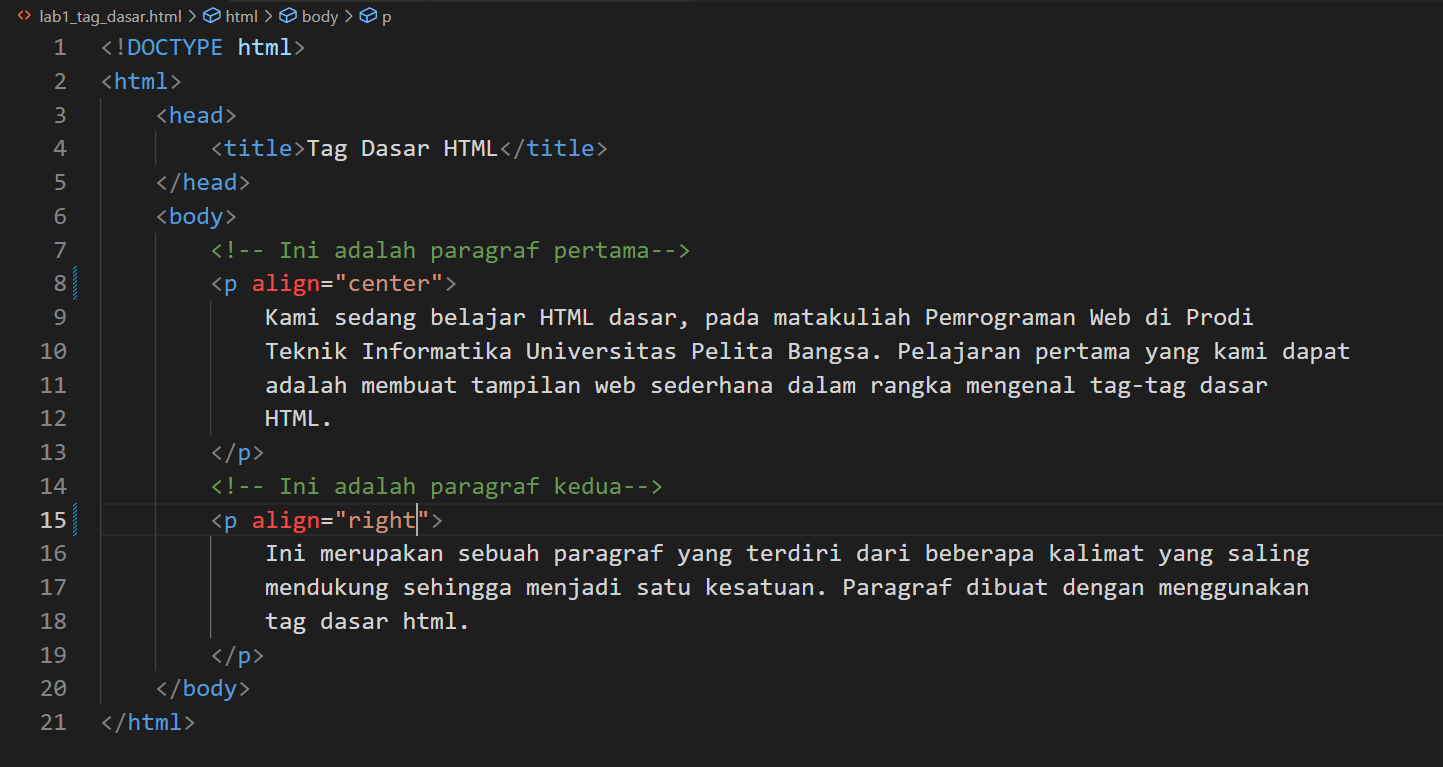 lab1_tag_dasar.html > html > body > p
1 <!DOCTYPE html>
2 <html>
3 <head>
4 <title>Tag Dasar HTML</title>
5 </head>
6 <body>
7 <!-- Ini adalah paragraf pertama-->
8 <p align="center">
9 Kami sedang belajar HTML dasar, pada matakuliah Pemrograman Web di Prodi
10 Teknik Informatika Universitas Pelita Bangsa. Pelajaran pertama yang kami dapat
11 adalah membuat tampilan web sederhana dalam rangka mengenal tag-tag dasar
12 HTML.
13 </p>
14 <!-- Ini adalah paragraf kedua-->
15 <p align="right">
16 Ini merupakan sebuah paragraf yang terdiri dari beberapa kalimat yang saling
17 mendukung sehingga menjadi satu kesatuan. Paragraf dibuat dengan menggunakan
18 tag dasar html.
19 </p>
20 </body>
21 </html>